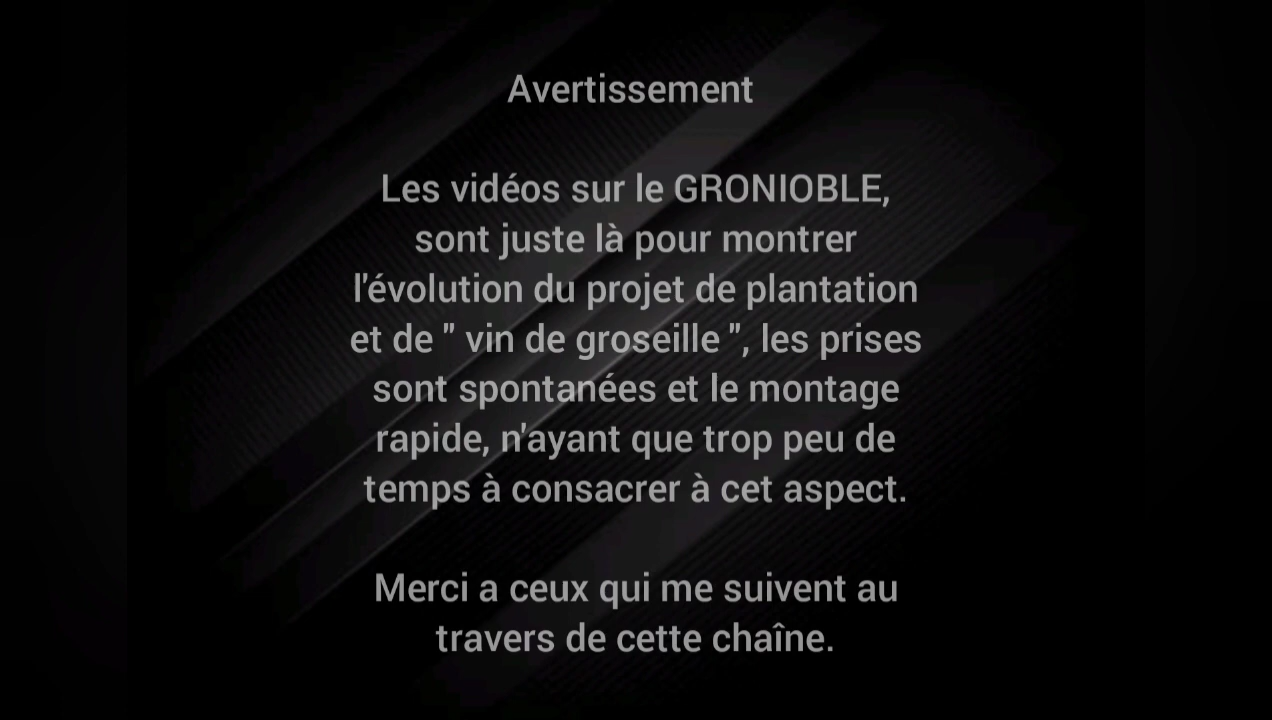 Avertissement
Les vidéos sur le GRONIOBLE,
sont juste là pour montrer
l'évolution du projet de plantation
et de " vin de groseille ", les prises
sont spontanées et le montage
rapide, n'ayant que trop peu de
temps à consacrer à cet aspect.
Merci a ceux qui me suivent au
travers de cette chaîne.